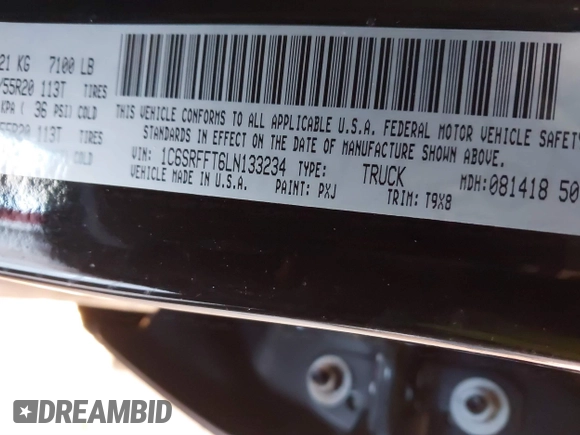 21 KG 7100 LB
/55R20 113T TIRES
KPA ( 36 PSI) COLD
55R20 113T TIRES
COLD
THIS VEHICLE CONFORMS TO ALL APPLICABLE U.S.A. FEDERAL MOTOR VEHICLE SAFETY
STANDARDS IN EFFECT ON THE DATE OF MANUFACTURE SHOWN ABOVE.
VIN: 1C6SRFFT6LN133234 TYPE: TRUCK MDH: 081418 50
VEHICLE MADE IN U.S.A. PAINT: PXJ TRIM: T9X8
DREAMBID